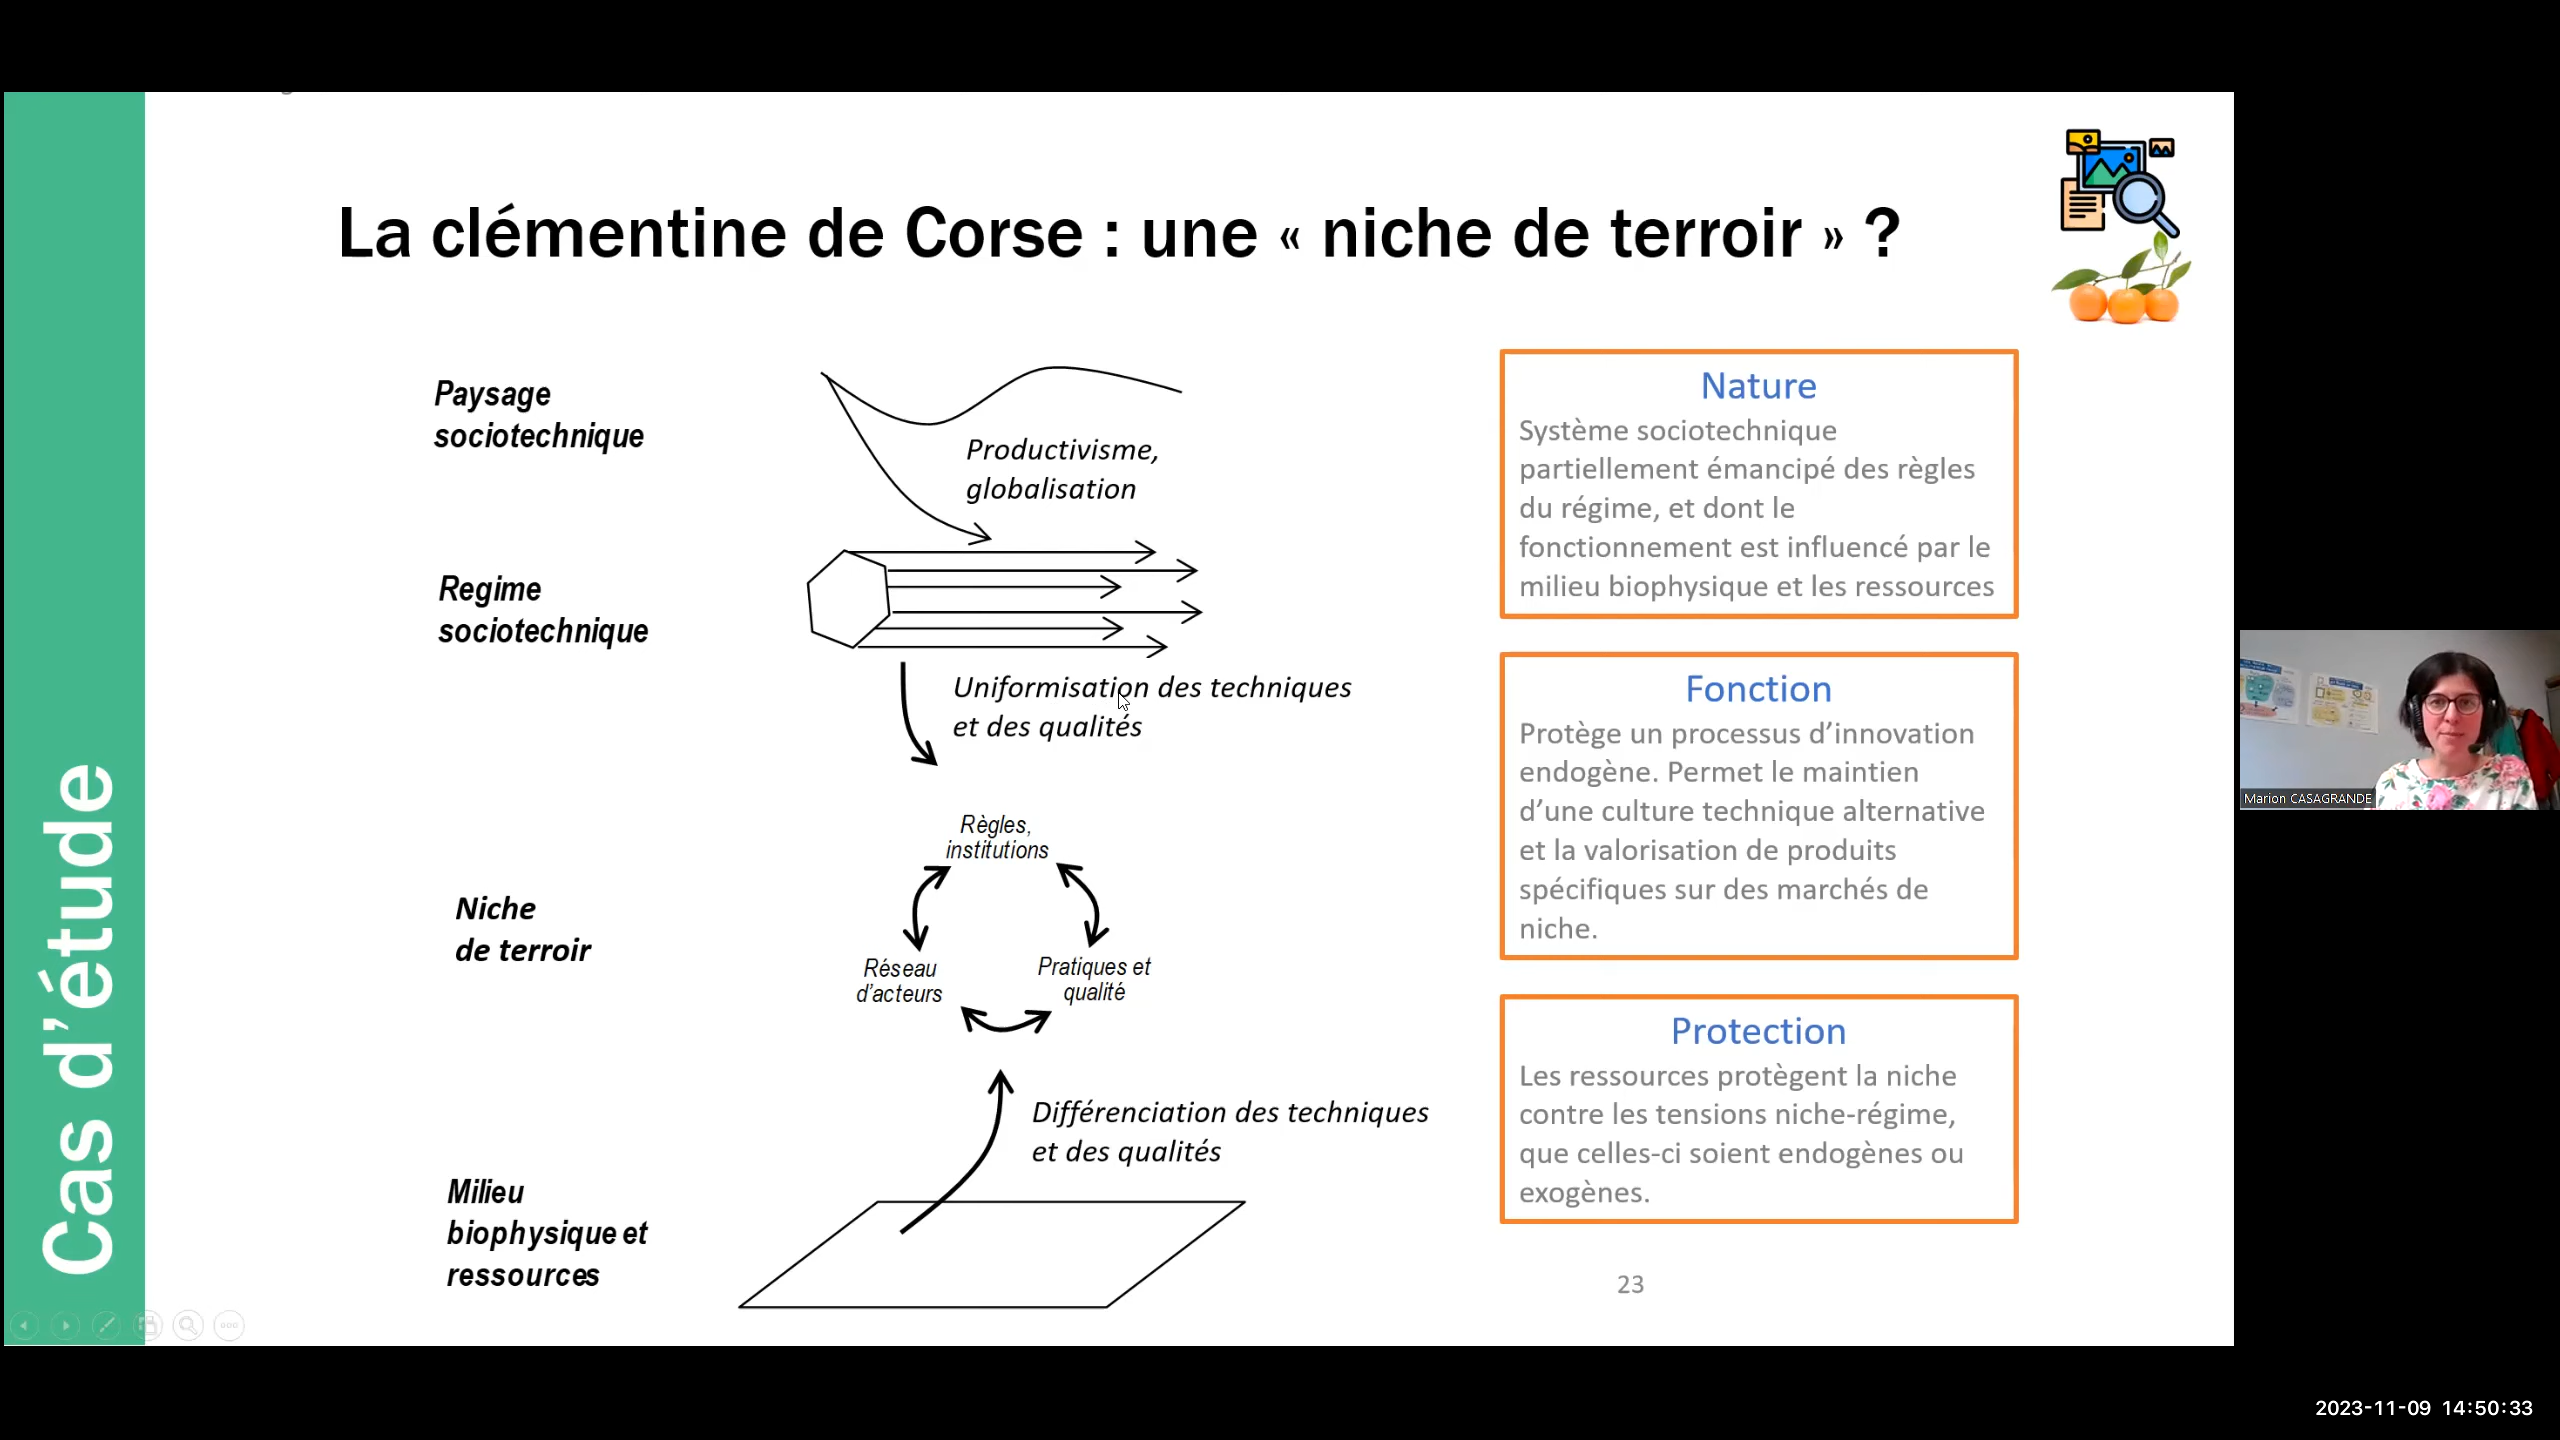 Cas d'étude
La clémentine de Corse : une « niche de terroir » ?
Paysage
sociotechnique
Productivisme,
globalisation
Regime
sociotechnique
Uniformisation des techniques
et des qualités
Règles,
institutions
Niche
de terroir
Réseau
d'acteurs
Pratiques et
qualité
Différenciation des techniques
et des qualités
Milieu
biophysique et
ressources
Nature
Système sociotechnique
partiellement émancipé des règles
du régime, et dont le
fonctionnement est influencé par le
milieu biophysique et les ressources
Fonction
Protège un processus d'innovation
endogène. Permet le maintien
d'une culture technique alternative
et la valorisation de produits
spécifiques sur des marchés de
niche.
Protection
Les ressources protègent la niche
contre les tensions niche-régime,
que celles-ci soient endogènes ou
exogènes.
23
Marion CASAGRANDE
2023-11-09 14:50:33